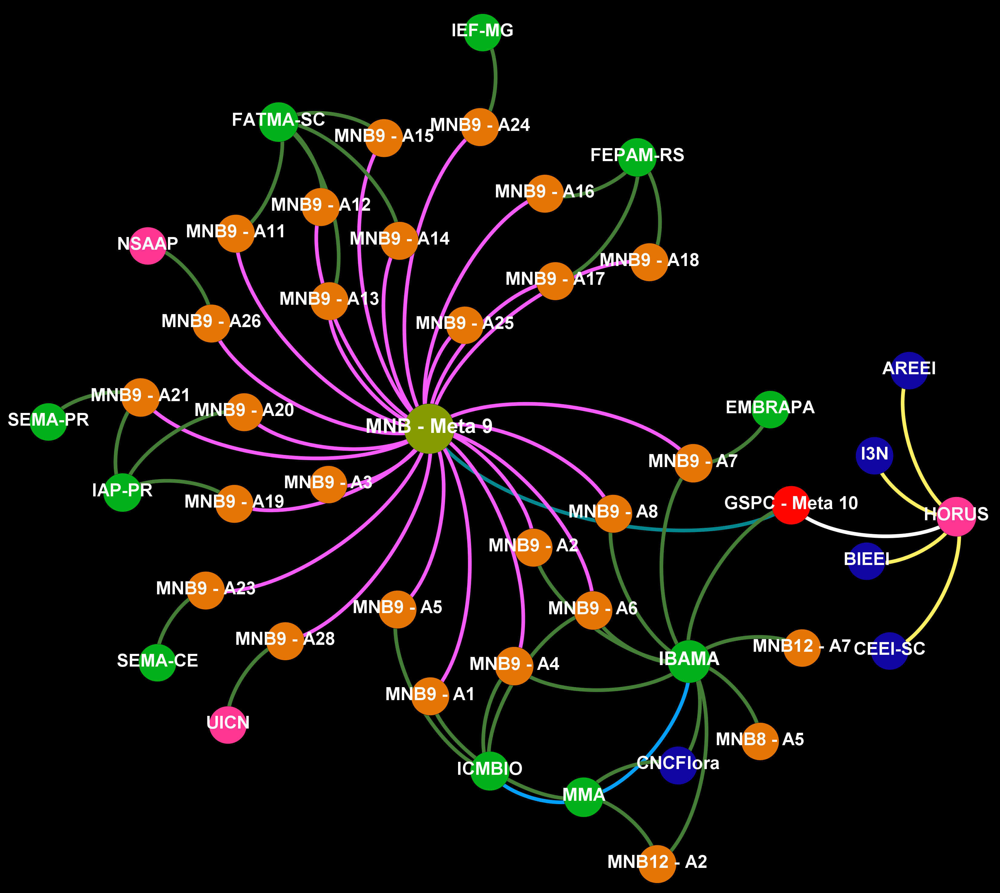 IEF-MG
FATMA-SC
MNB9 - A15
MNB9 - A24
FEPAM-RS
MNB9 - A16
MNB9 - A12
MNB9 - A11
NSAAP
MNB9 - A14
MNB9 - A18
MNB9 - A17
MNB9 - A13
MNB9 - A26
MNB9 - A25
AREEI
MNB9 - A21
MNB9 - A20
EMBRAPA
SEMA-PR
MNB - Meta 9
I3N
MNB9 - A7
MNB9 - A3
IAP-PR
MNB9 - A19
GSPC - Meta 10
MNB9 - A8
HORUS
MNB9 - A2
BIEEI
MNB9 - A23
MNB9 - A5
MNB9 - A6
MNB9 - A28
MNB12 - A7
CEEI-SC
SEMA-CE
IBAMA
MNB9 - A4
MNB9 - A1
UICN
MNB8 - A5
CNCFlora
ICMBIO
MMA
MNB12 - A2